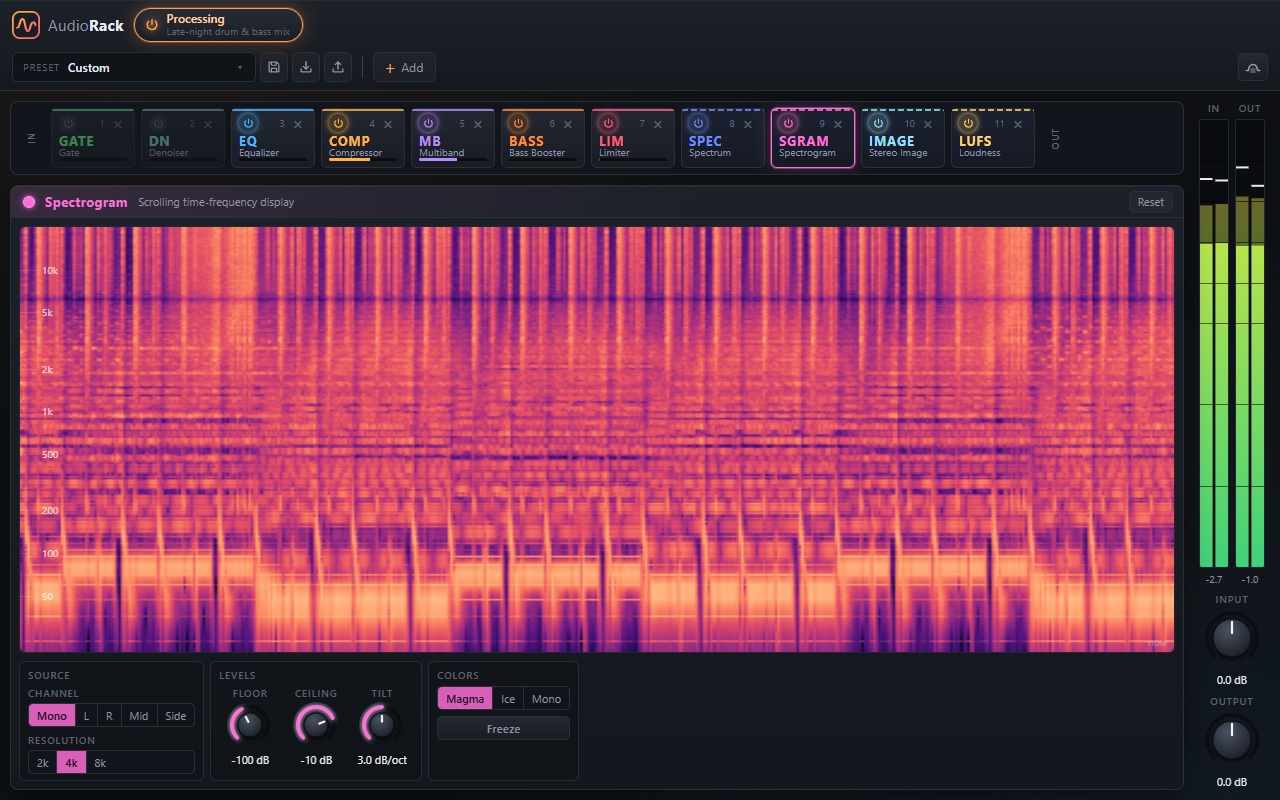 AudioRack
Processing
Late-night drum & bass mix
PRESET Custom
+ Add
IN
1
GATE
Gate
2
DN
Denoiser
3
EQ
Equalizer
4
COMP
Compressor
5
MB
Multiband
6
BASS
Bass Booster
7
LIM
Limiter
8
SPEC
Spectrum
9
SGRAM
Spectrogram
10
IMAGE
Stereo Image
11
LUFS
Loudness
OUT
Spectrogram Scrolling time-frequency display
Reset
10k
5k
2k
1k
500
200
100
50
now
SOURCE
CHANNEL
Mono L R Mid Side
RESOLUTION
2k 4k 8k
LEVELS
FLOOR CEILING TILT
-100 dB -10 dB 3.0 dB/oct
COLORS
Magma Ice Mono
Freeze
IN OUT
-2.7 -1.0
INPUT
0.0 dB
OUTPUT
0.0 dB